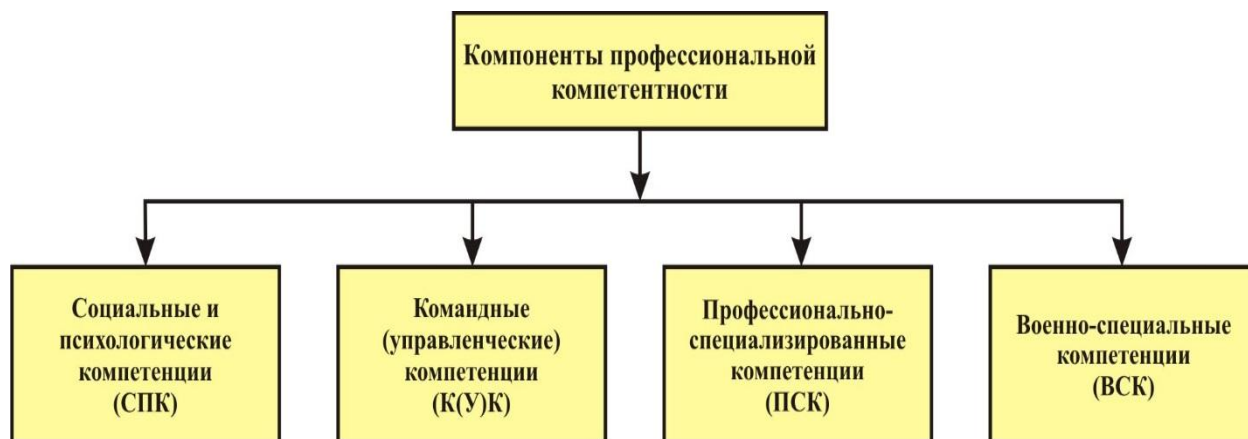 Компоненты профессиональной
компетентности
Социальные и
психологические
компетенции
(СПК)
Командные
(управленческие)
компетенции
(К(У)К)
Профессионально-
специализированные
компетенции
(ПСК)
Военно-специальные
компетенции
(ВСК)